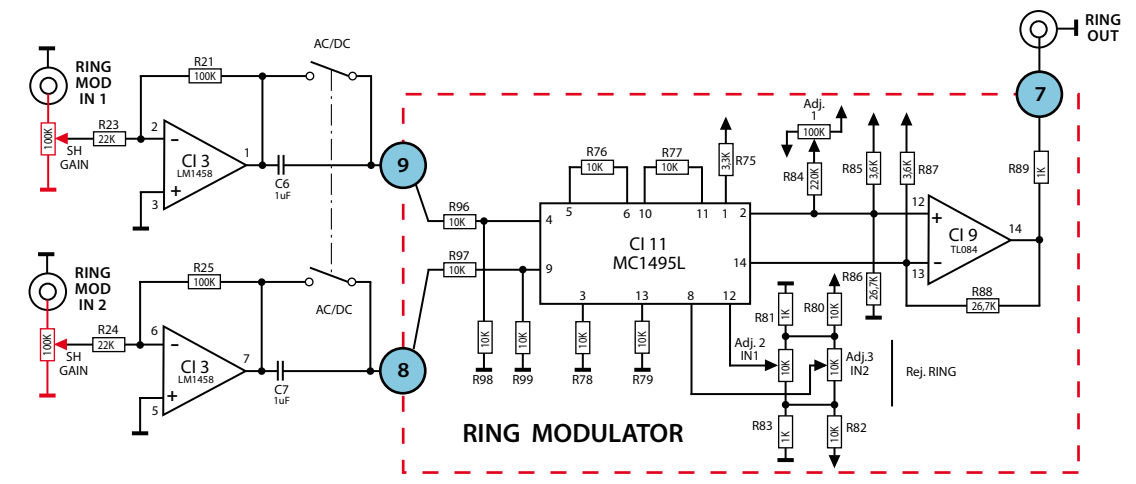 RING
MOD
IN 1
100K
SH
GAIN
R23
22K
R21
100K
2
3
1
CI 3
LM1458
C6
1uF
AC/DC
9
RING
MOD
IN 2
100K
SH
GAIN
R24
22K
R25
100K
6
5
7
CI 3
LM1458
C7
1uF
AC/DC
8
R96
10K
R97
10K
R98
10K
R99
10K
R76
10K
R77
10K
R75
3,3K
4
5
6
10
11
1
2
9
14
3
13
8
12
CI 11
MC1495L
R78
10K
R79
10K
Adj.
1
100K
R84
220K
R85
3,6K
R87
3,6K
R86
26,7K
12
13
14
CI 9
TL084
R88
26,7K
R89
1K
7
RING
OUT
R81
1K
R80
10K
Adj. 2
IN1
10K
Adj.3
IN2
10K
R83
1K
R82
10K
Rej. RING
RING MODULATOR